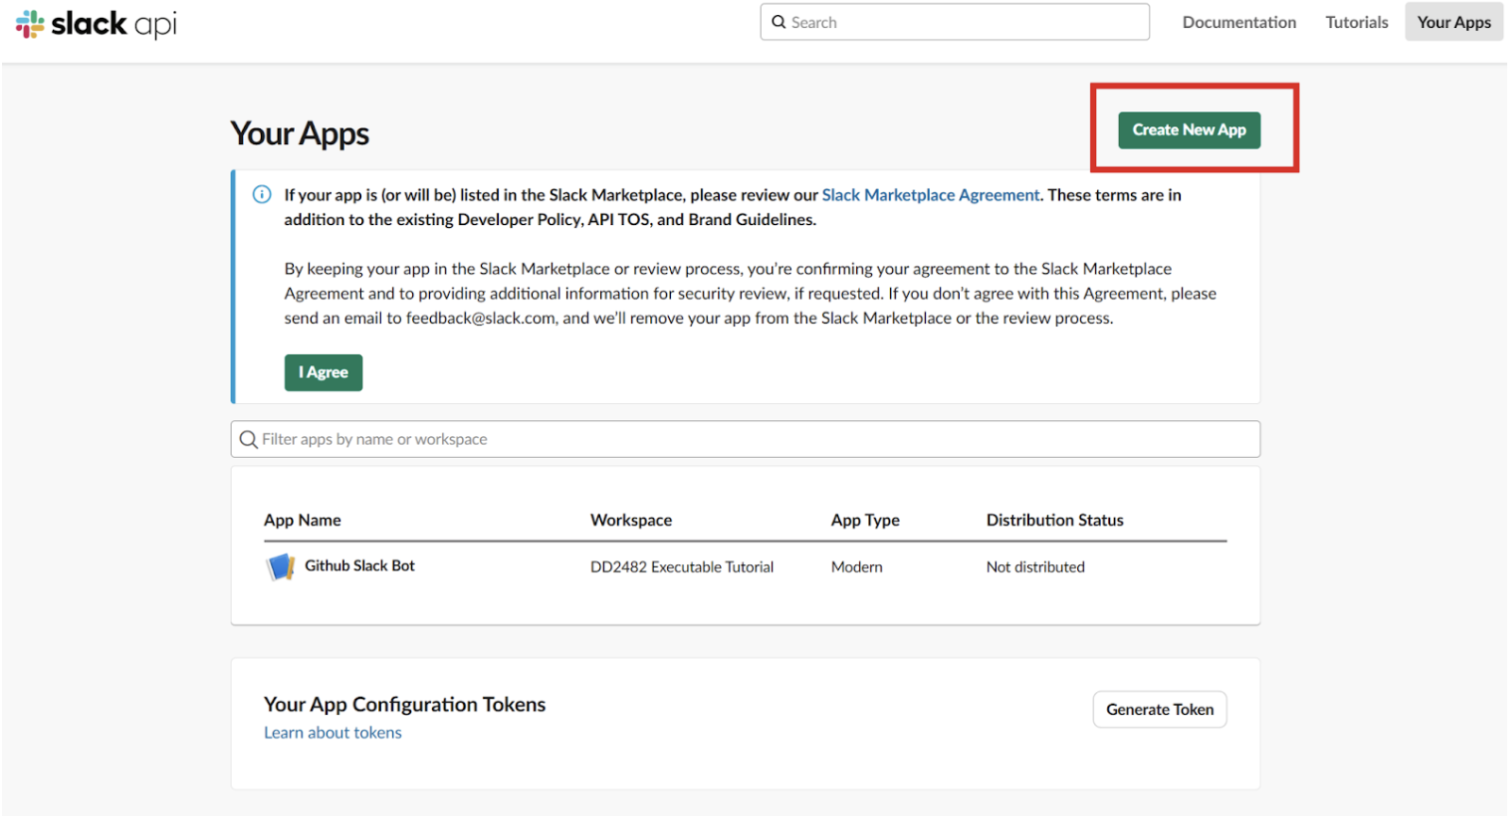 slack api
Search
Documentation
Tutorials
Your Apps
Your Apps
Create New App
If your app is (or will be) listed in the Slack Marketplace, please review our Slack Marketplace Agreement. These terms are in
addition to the existing Developer Policy, API TOS, and Brand Guidelines.
By keeping your app in the Slack Marketplace or review process, you're confirming your agreement to the Slack Marketplace
Agreement and to providing additional information for security review, if requested. If you don't agree with this Agreement, please
send an email to feedback@slack.com, and we'll remove your app from the Slack Marketplace or the review process.
I Agree
Filter apps by name or workspace
App Name Workspace App Type Distribution Status
Github Slack Bot DD2482 Executable Tutorial Modern Not distributed
Your App Configuration Tokens
Generate Token
Learn about tokens